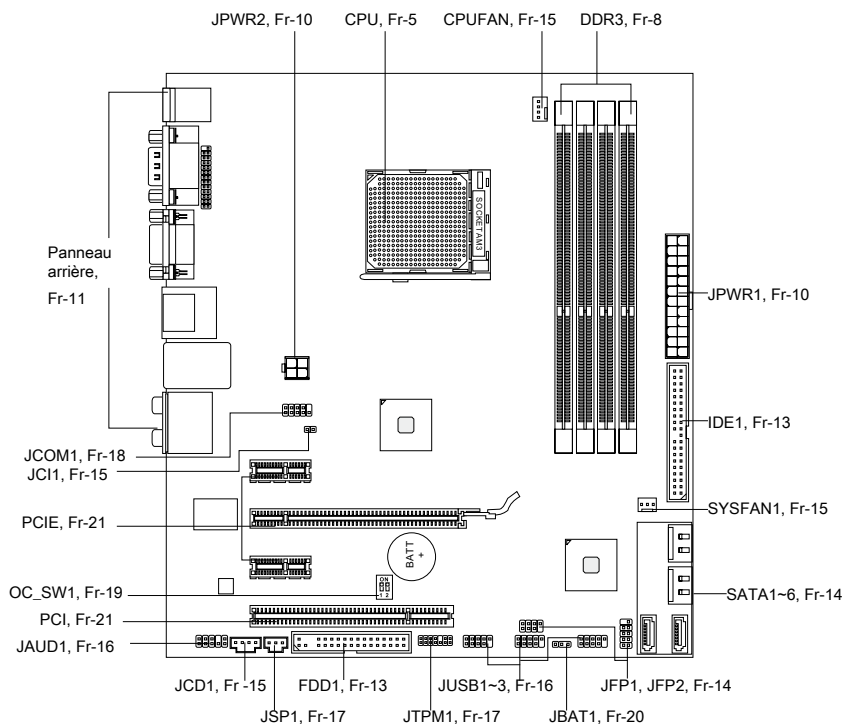 JPWR2, Fr-10
CPU, Fr-5
CPUFAN, Fr-15
DDR3, Fr-8
SOCKET AM3
Panneau
arrière,
Fr-11
JPWR1, Fr-10
IDE1, Fr-13
JCOM1, Fr-18
JCI1, Fr-15
SYSFAN1, Fr-15
PCIE, Fr-21
BATT
+
ON
1 2
OC_SW1, Fr-19
SATA1~6, Fr-14
PCI, Fr-21
JAUD1, Fr-16
JCD1, Fr -15
FDD1, Fr-13
JUSB1~3, Fr-16
JFP1, JFP2, Fr-14
JSP1, Fr-17
JTPM1, Fr-17
JBAT1, Fr-20